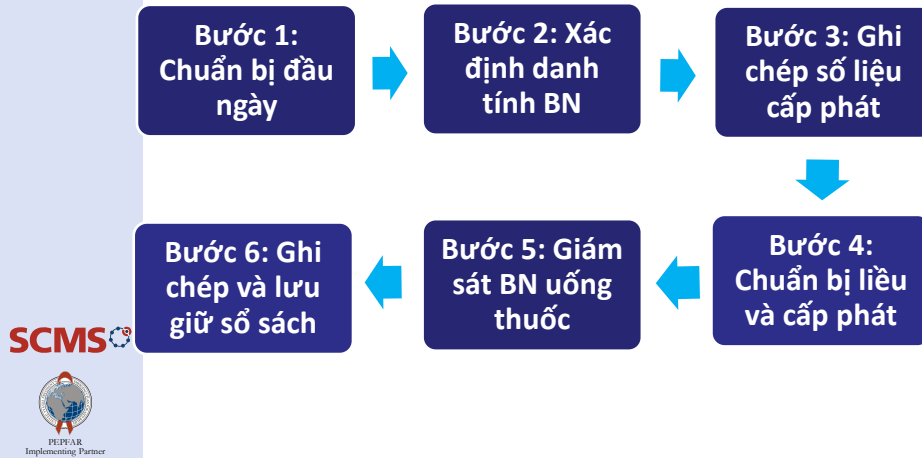 Bước 1:
Chuẩn bị đầu
ngày
Bước 2: Xác
định danh
tính BN
Bước 3: Ghi
chép số liệu
cấp phát
Bước 4:
Chuẩn bị liều
và cấp phát
Bước 5: Giám
sát BN uống
thuốc
Bước 6: Ghi
chép và lưu
giữ sổ sách
SCMS
PEPFAR
Implementing Partner